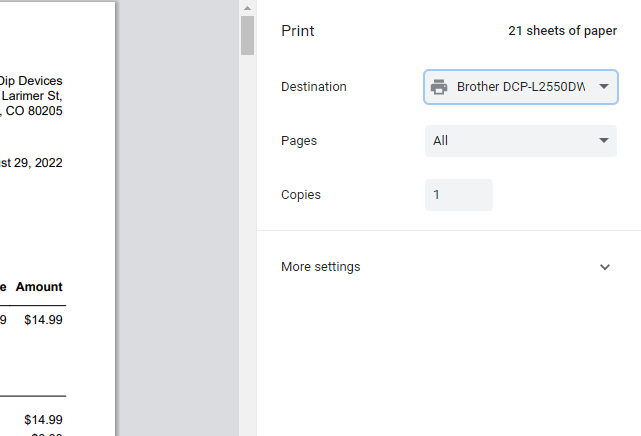 Dip Devices
Larimer St,
, CO 80205
st 29, 2022
e Amount
9 $14.99
$14.99
Print
21 sheets of paper
Destination
Brother DCP-L2550DW
Pages
All
Copies
1
More settings